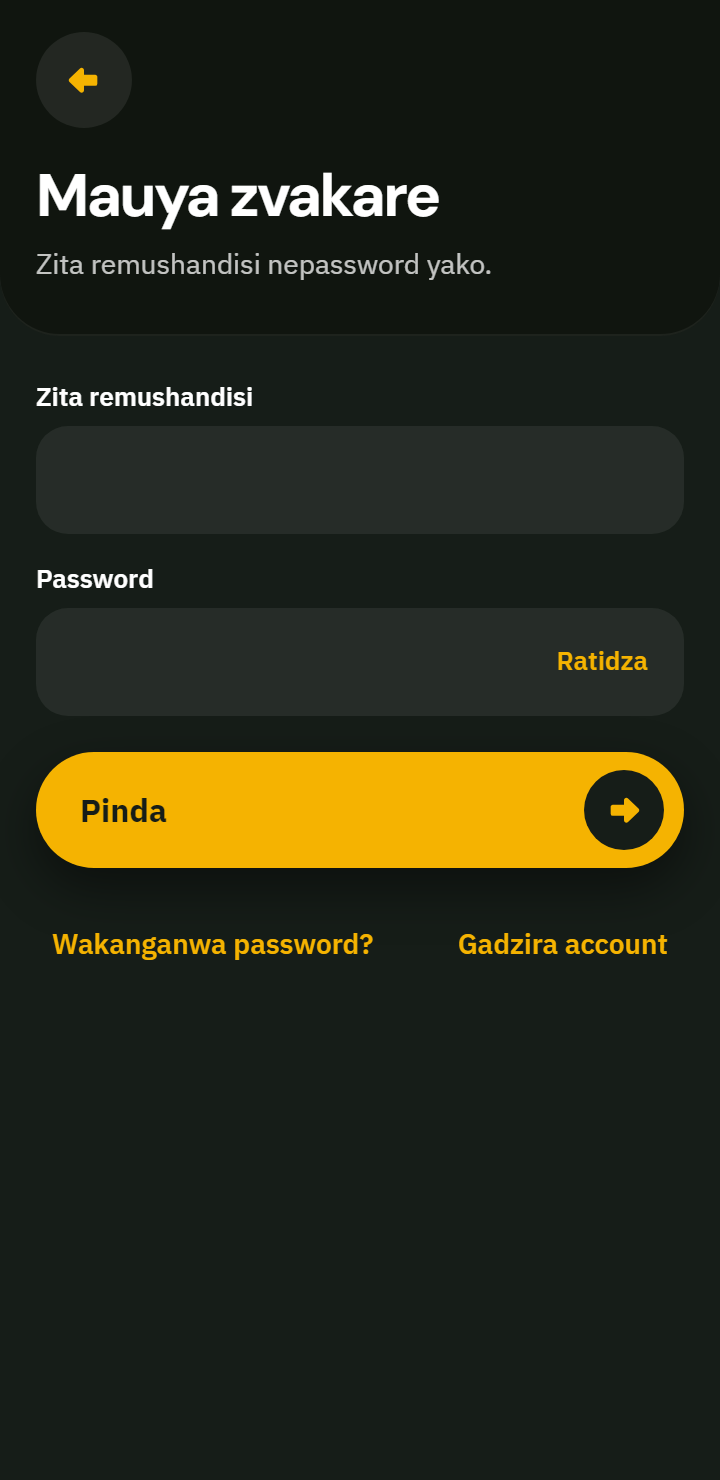 Mauya zvakare
Zita remushandisi nepassword yako.
Zita remushandisi
Password
Ratidza
Pinda
Wakanganwa password? Gadzira account